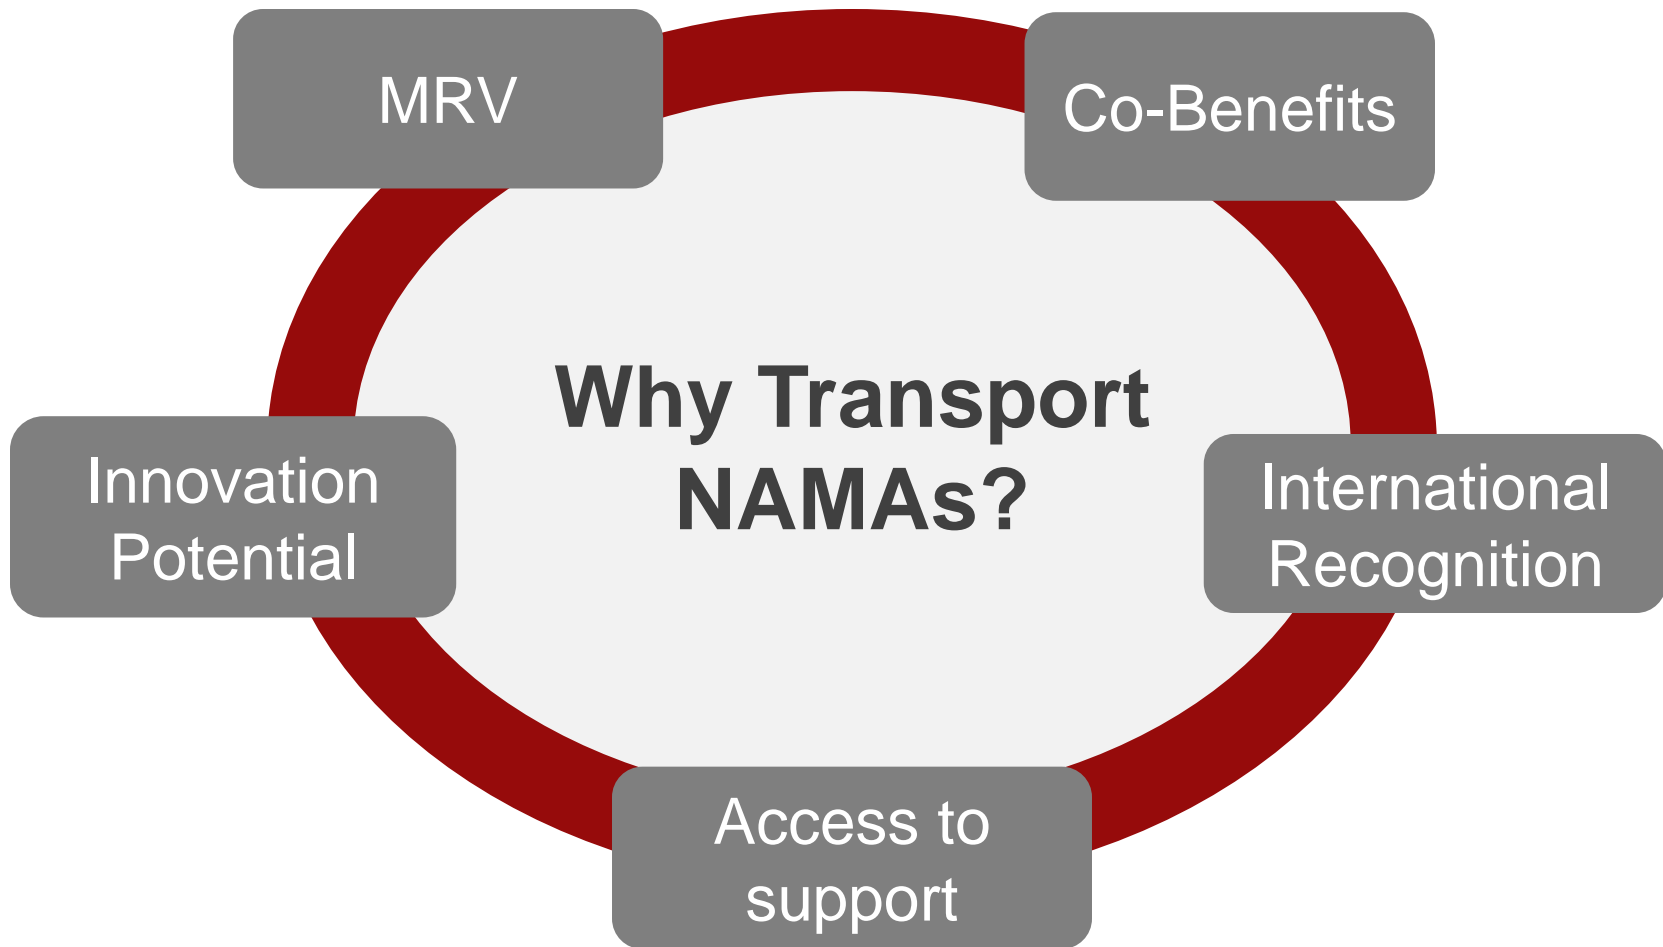 MRV
Co-Benefits
Why Transport
NAMAs?
Innovation
Potential
International
Recognition
Access to
support